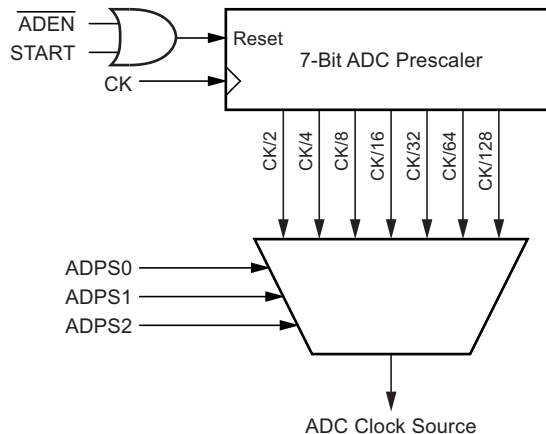 ADEN
START
CK
Reset
7-Bit ADC Prescaler
CK/2
CK/4
CK/8
CK/16
CK/32
CK/64
CK/128
ADPS0
ADPS1
ADPS2
ADC Clock Source